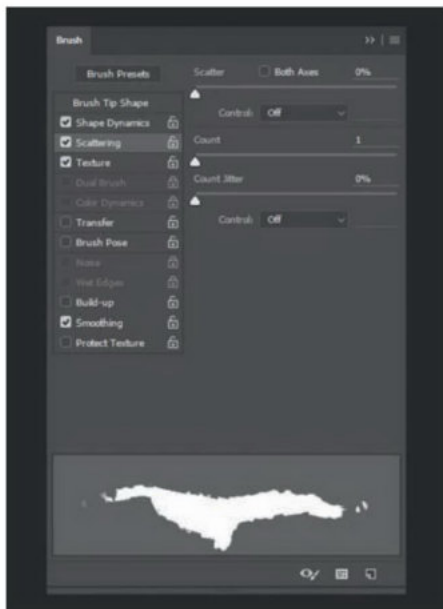 Brush
Brush Presets
Scatter
Both Axes
0%
Brush Tip Shape
Shape Dynamics
Control: Off
Scattering
Count
1
Texture
Dual Brush
Count Jitter
0%
Color Dynamics
Transfer
Control: Off
Brush Pose
Noise
Wet Edges
Build-up
Smoothing
Protect Texture